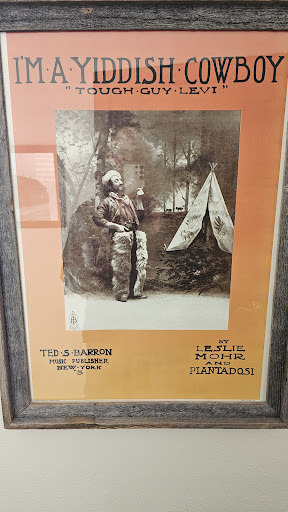 I'M·A·YIDDISH·COWBOY
"TOUGH·GUY·LEVI"
TED·S·BARRON
MUSIC PUBLISHER
NEW·YORK
BY
LESLIE
MOHR
AND
PIANTADOSI